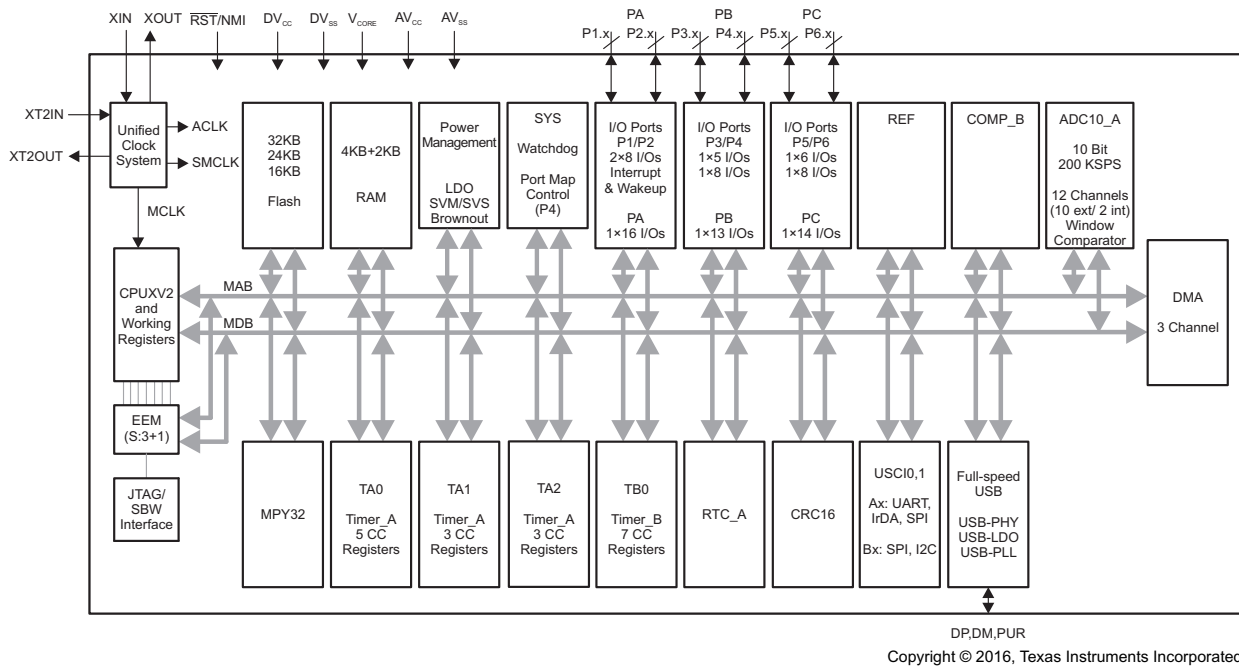 XIN XOUT RST/NMI DVCC DVSS VCORE AVCC AVSS
PA PB PC
P1.x P2.x P3.x P4.x P5.x P6.x
XT2IN
XT2OUT
Unified
Clock
System
ACLK
SMCLK
MCLK
32KB
24KB
16KB
Flash
4KB+2KB
RAM
Power
Management
LDO
SVM/SVS
Brownout
SYS
Watchdog
Port Map
Control
(P4)
I/O Ports
P1/P2
2×8 I/Os
Interrupt
& Wakeup
PA
1×16 I/Os
I/O Ports
P3/P4
1×5 I/Os
1×8 I/Os
PB
1×13 I/Os
I/O Ports
P5/P6
1×6 I/Os
1×8 I/Os
PC
1×14 I/Os
REF
COMP_B
ADC10_A
10 Bit
200 KSPS
12 Channels
(10 ext/ 2 int)
Window
Comparator
CPUXV2
and
Working
Registers
MAB
MDB
DMA
3 Channel
EEM
(S:3+1)
JTAG/
SBW
Interface
MPY32
TA0
Timer_A
5 CC
Registers
TA1
Timer_A
3 CC
Registers
TA2
Timer_A
3 CC
Registers
TB0
Timer_B
7 CC
Registers
RTC_A
CRC16
USCI0,1
Ax: UART,
IrDA, SPI
Bx: SPI, I2C
Full-speed
USB
USB-PHY
USB-LDO
USB-PLL
DP,DM,PUR
Copyright © 2016, Texas Instruments Incorporated